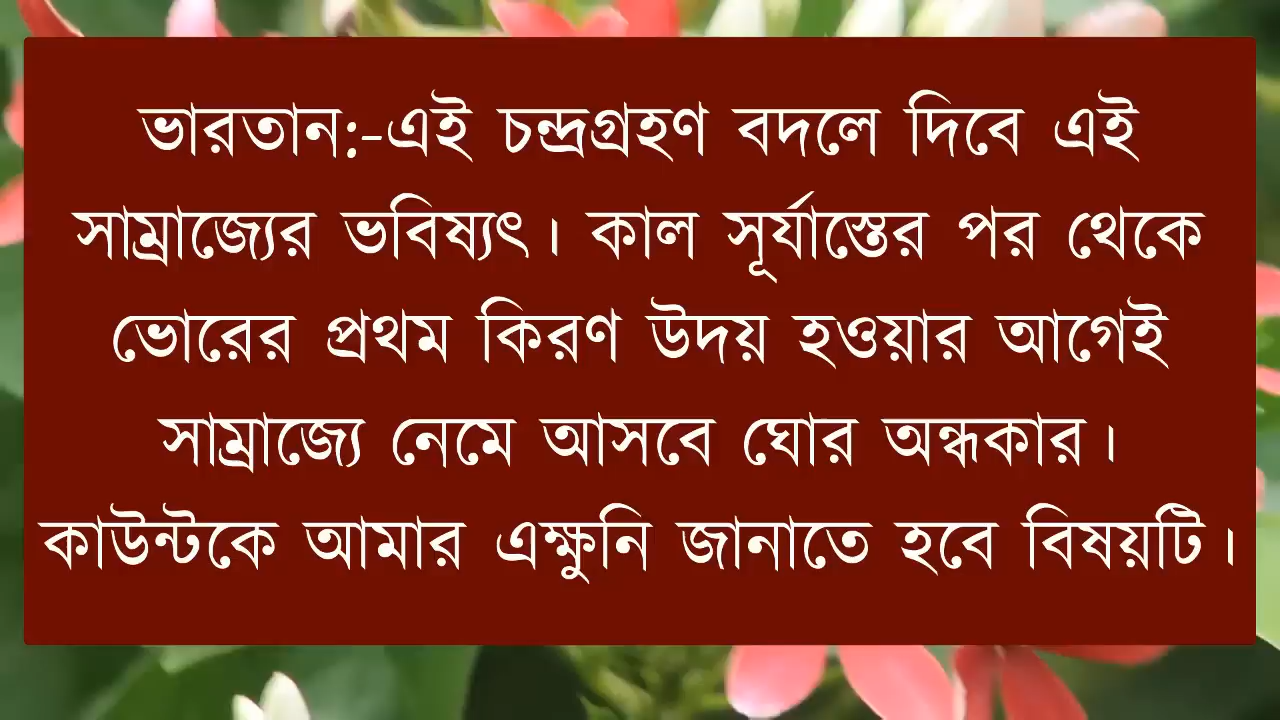 ভারতান:-এই চন্দ্রগ্রহণ বদলে দিবে এই
সাম্রাজ্যের ভবিষ্যৎ। কাল সূর্যাস্তের পর থেকে
ভোরের প্রথম কিরণ উদয় হওয়ার আগেই
সাম্রাজ্যে নেমে আসবে ঘোর অন্ধকার।
কাউন্টকে আমার এক্ষুনি জানাতে হবে বিষয়টি।